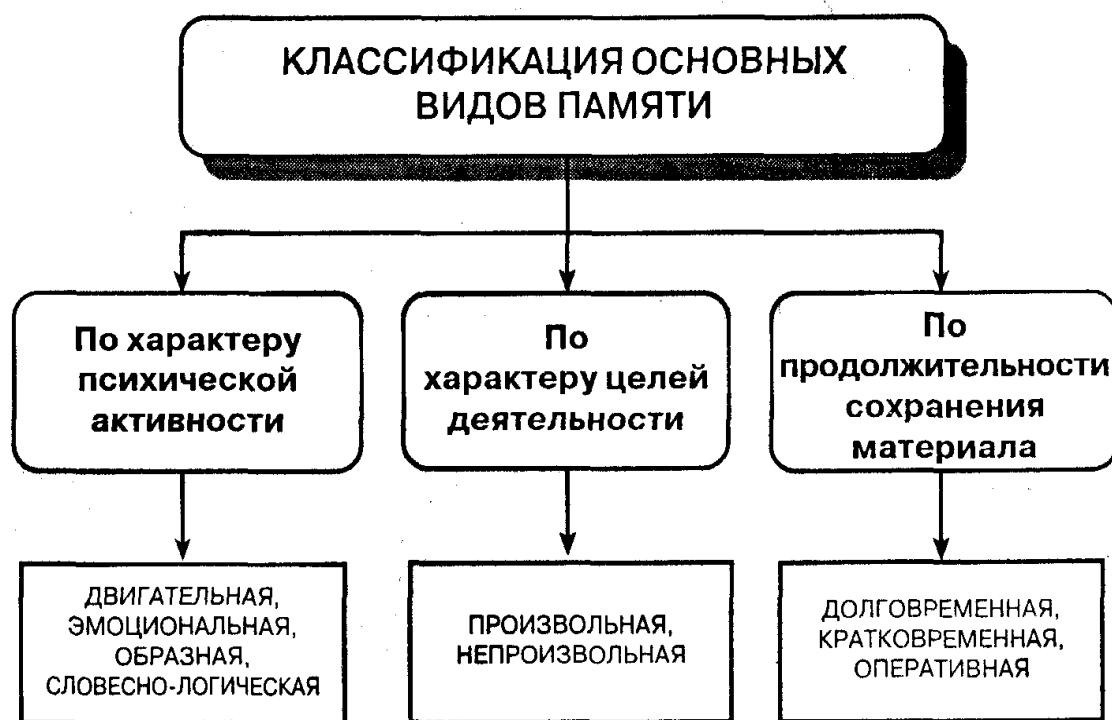 КЛАССИФИКАЦИЯ ОСНОВНЫХ
ВИДОВ ПАМЯТИ
По характеру
психической
активности
По
характеру целей
деятельности
По
продолжительности
сохранения
материала
ДВИГАТЕЛЬНАЯ,
ЭМОЦИОНАЛЬНАЯ,
ОБРАЗНАЯ,
СЛОВЕСНО-ЛОГИЧЕСКАЯ
ПРОИЗВОЛЬНАЯ,
НЕПРОИЗВОЛЬНАЯ
ДОЛГОВРЕМЕННАЯ,
КРАТКОВРЕМЕННАЯ,
ОПЕРАТИВНАЯ